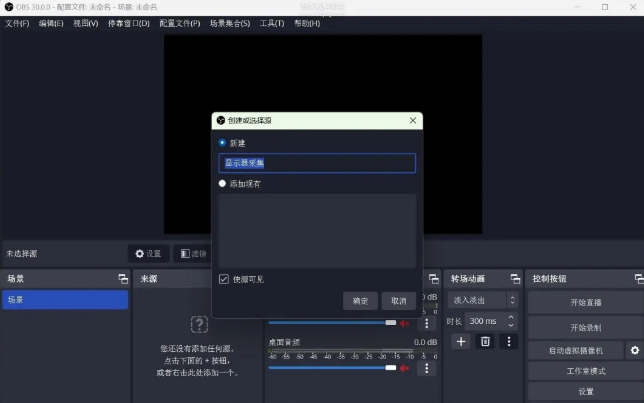 OBS 30.0.0 - 配置文件: 未命名 - 场景: 未命名
文件(F) 编辑(E) 视图(V) 停靠窗口(D) 配置文件(P) 场景集合(S) 工具(T) 帮助(H)
创建或选择源
新建
显示器采集
添加现有
使源可见
确定 取消
未选择源 设置 滤镜
场景 来源 转场动画 控制按钮
场景
您还没有添加任何源。
点击下面的 + 按钮，
或者右击此处添加一个。
0 dB
5 0
桌面音频 0.0 dB
-60 -55 -50 -45 -40 -35 -30 -25 -20 -15 -10 -5 0
淡入淡出
时长 300 ms
开始直播
开始录制
启动虚拟摄像机
工作室模式
设置